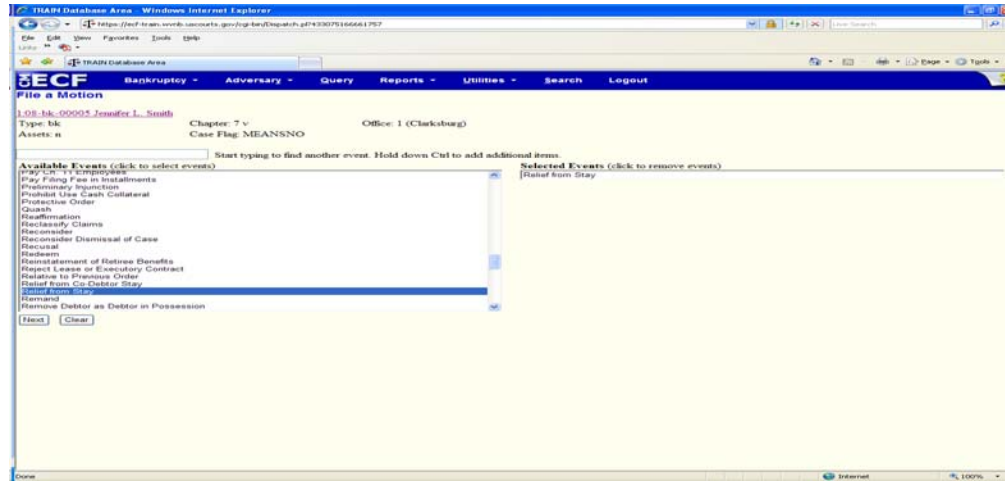 TRAIN Database Area - Windows Internet Explorer
https://ecf-train.wvnb.uscourts.gov/cgi-bin/Dispatch.pl?433075166661757
Live Search
File Edit View Favorites Tools Help
Links
TRAIN Database Area
Page Tools
ECF Bankruptcy Adversary Query Reports Utilities Search Logout
File a Motion
1:08-bk-00005 Jennifer L. Smith
Type: bk Chapter: 7 v Office: 1 (Clarksburg)
Assets: n Case Flag: MEANSNO
Start typing to find another event. Hold down Ctrl to add additional items.
Available Events (click to select events) Selected Events (click to remove events)
Pay Ch. 11 Employees Relief from Stay
Pay Filing Fee in Installments
Preliminary Injunction
Prohibit Use Cash Collateral
Protective Order
Quash
Reaffirmation
Reclassify Claims
Reconsider
Reconsider Dismissal of Case
Recusal
Redeem
Reinstatement of Retiree Benefits
Reject Lease or Executory Contract
Relative to Previous Order
Relief from Co-Debtor Stay
Relief from Stay
Remand
Remove Debtor as Debtor in Possession
Next Clear
Done Internet 100%